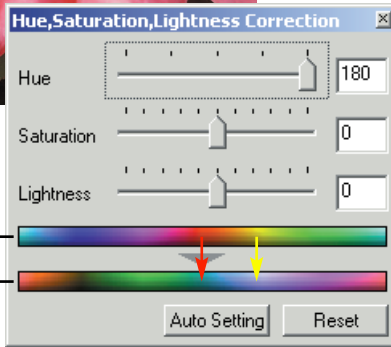 Hue,Saturation,Lightness Correction
Hue
180
Saturation
0
Lightness
0
Auto Setting
Reset